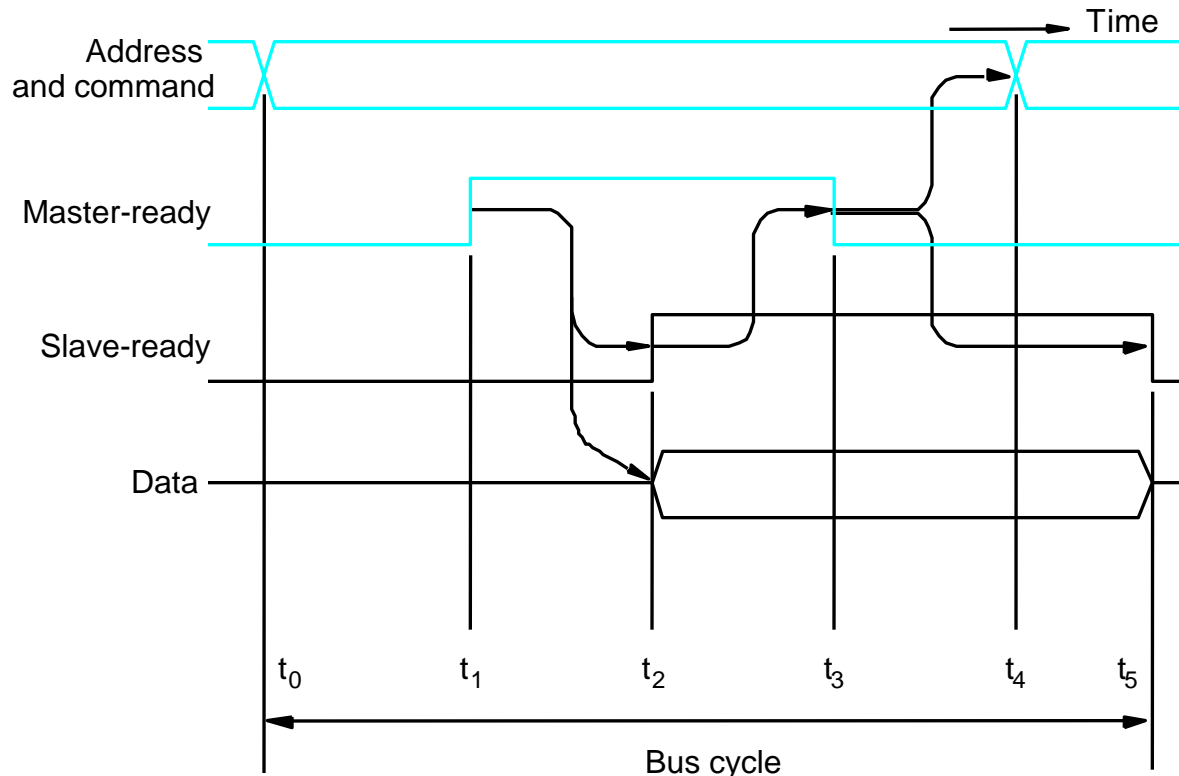 Time
Address
and command
Master-ready
Slave-ready
Data
t0 t1 t2 t3 t4 t5
Bus cycle